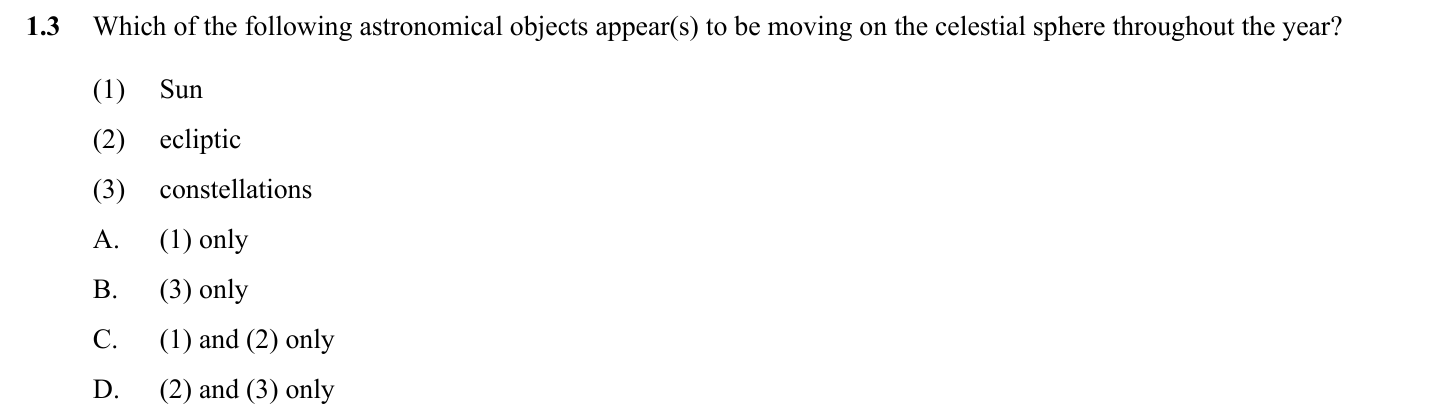 1.3 Which of the following astronomical objects appear(s) to be moving on the celestial sphere throughout the year?
(1) Sun
(2) ecliptic
(3) constellations
A. (1) only
B. (3) only
C. (1) and (2) only
D. (2) and (3) only